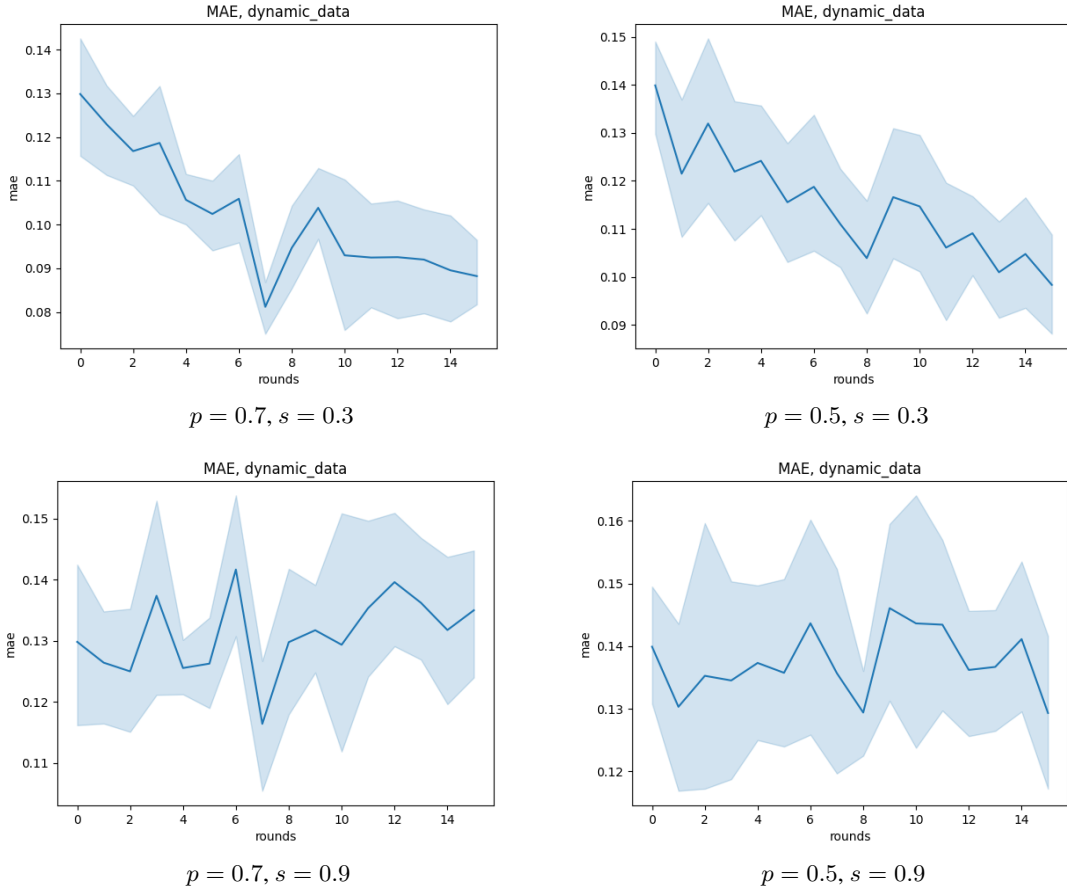 MAE, dynamic_data
mae
0.14
0.13
0.12
0.11
0.10
0.09
0.08
0 2 4 6 8 10 12 14
rounds
p = 0.7, s = 0.3
MAE, dynamic_data
mae
0.15
0.14
0.13
0.12
0.11
0.10
0.09
0 2 4 6 8 10 12 14
rounds
p = 0.5, s = 0.3
MAE, dynamic_data
mae
0.15
0.14
0.13
0.12
0.11
0 2 4 6 8 10 12 14
rounds
p = 0.7, s = 0.9
MAE, dynamic_data
mae
0.16
0.15
0.14
0.13
0.12
0 2 4 6 8 10 12 14
rounds
p = 0.5, s = 0.9